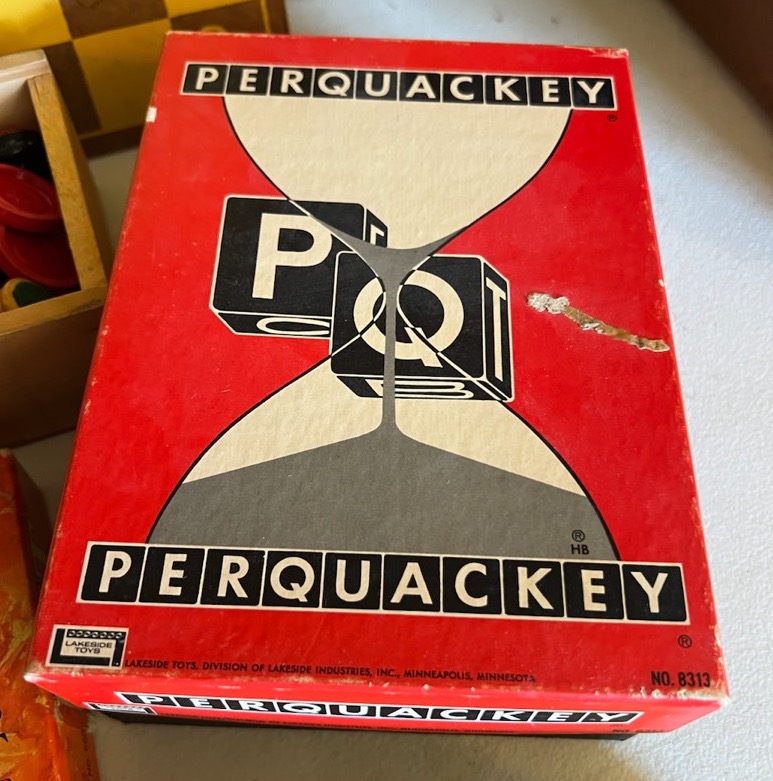 PERQUACKEY
®
P
C
Q
T
B
®
HB
PERQUACKEY
®
LAKESIDE
TOYS
LAKESIDE TOYS, DIVISION OF LAKESIDE INDUSTRIES, INC., MINNEAPOLIS, MINNESOTA
NO. 8313
PERQUACKEY